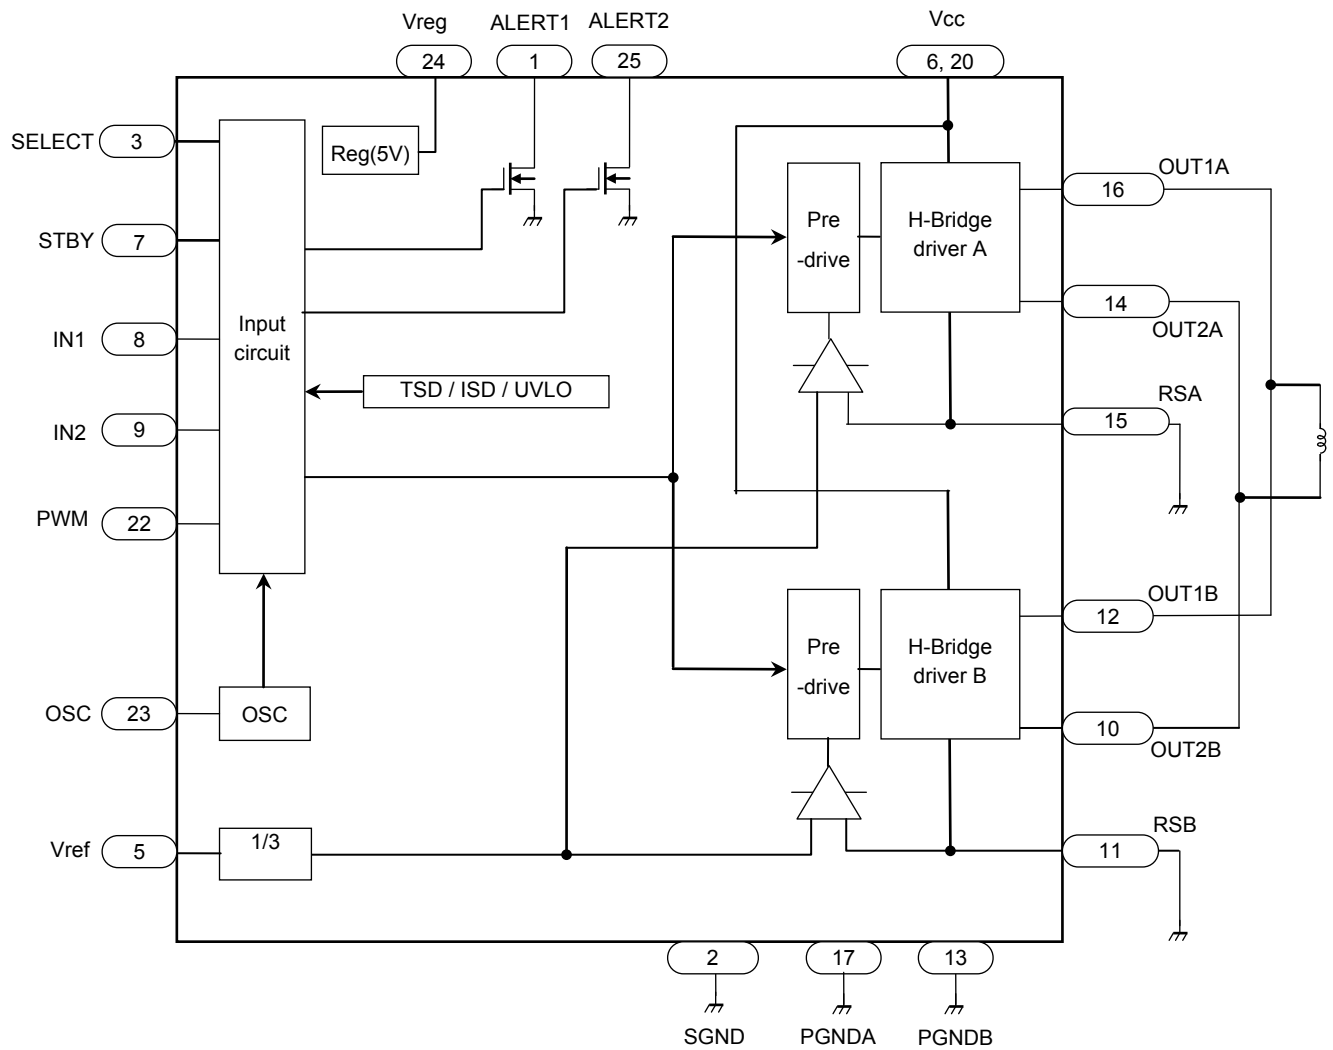 Vreg
ALERT1
ALERT2
Vcc
24
1
25
6, 20
SELECT
3
Reg(5V)
OUT1A
16
STBY
7
Pre
-drive
H-Bridge
driver A
14
OUT2A
IN1
8
Input
circuit
TSD / ISD / UVLO
RSA
15
IN2
9
PWM
22
OUT1B
12
Pre
-drive
H-Bridge
driver B
OSC
23
OSC
10
OUT2B
Vref
5
1/3
RSB
11
2
17
13
SGND
PGNDA
PGNDB